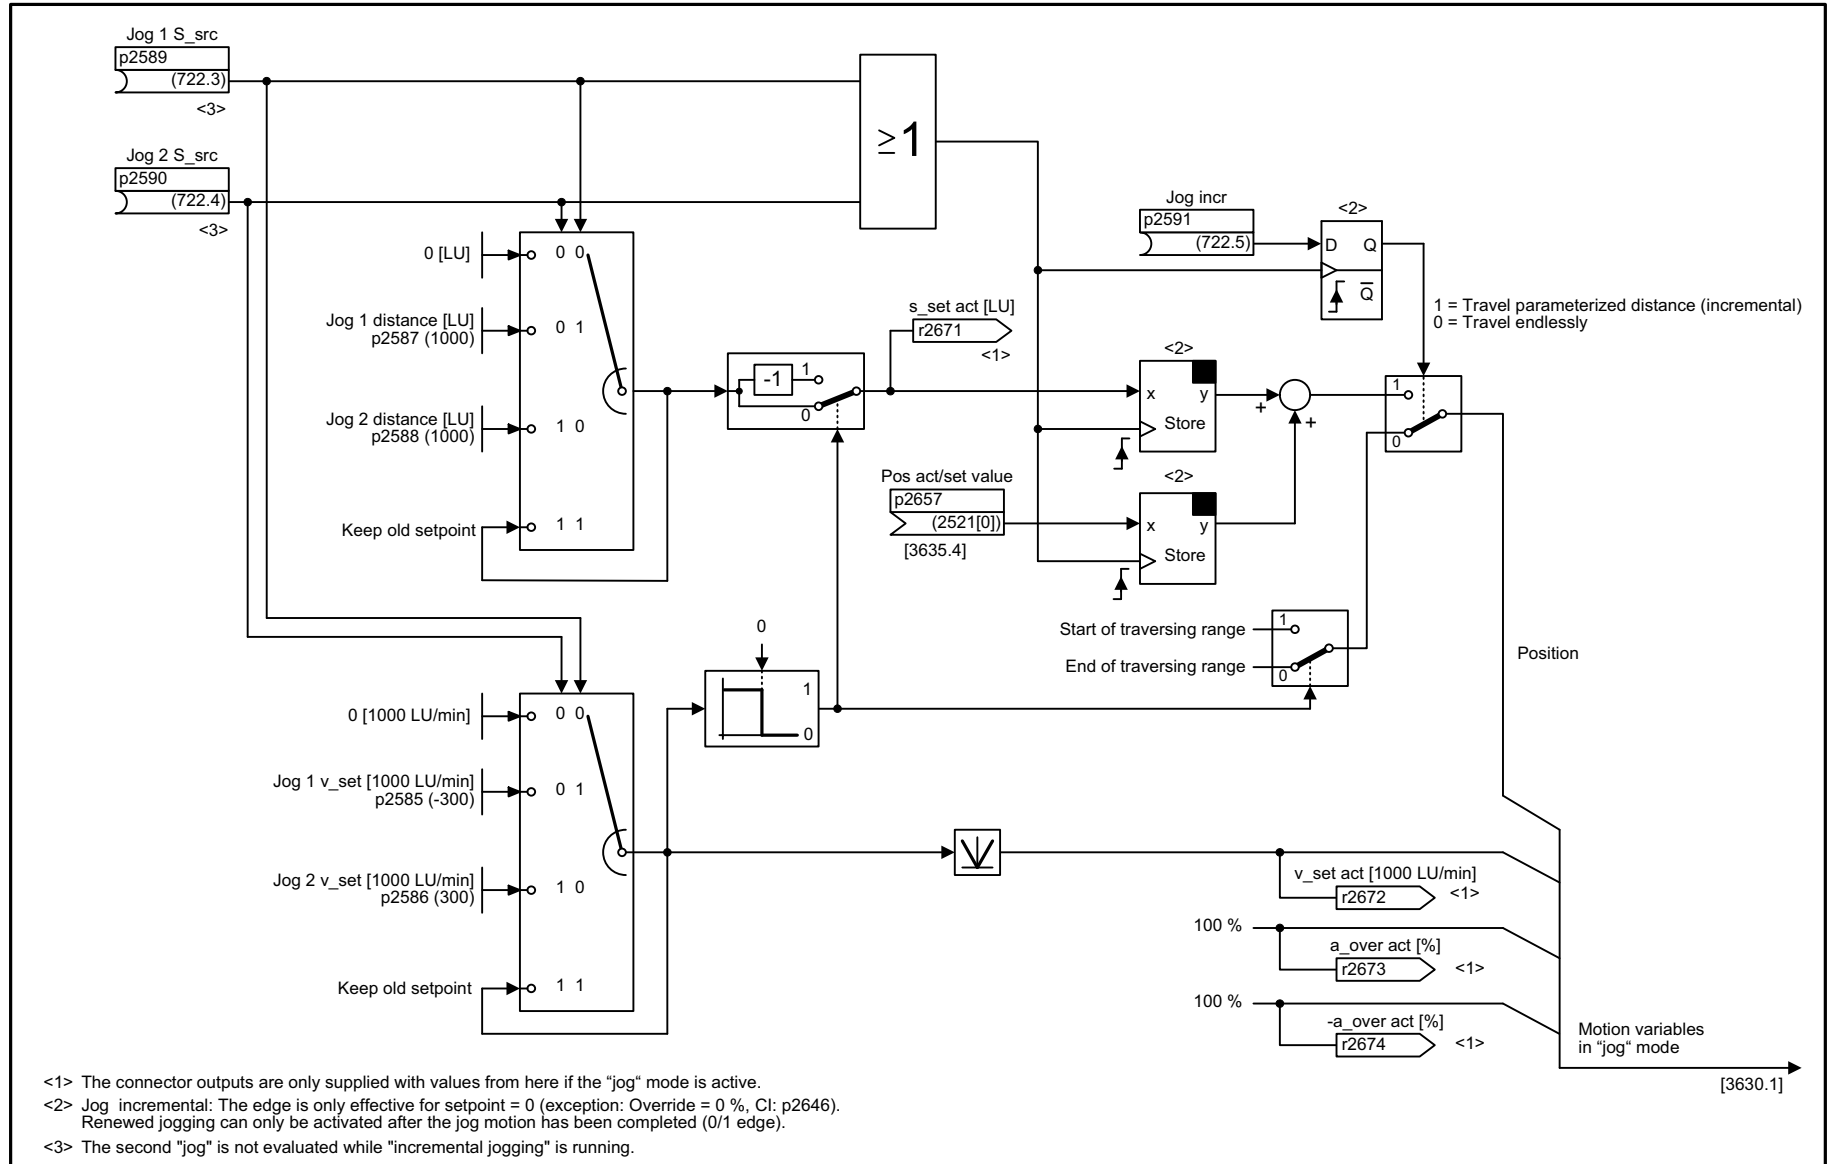 Jog 1 S_src
p2589
(722.3)
<3>
Jog 2 S_src
p2590
(722.4)
<3>
≥1
0 [LU]
0 0
Jog 1 distance [LU]
p2587 (1000)
0 1
Jog 2 distance [LU]
p2588 (1000)
1 0
Keep old setpoint
1 1
-1
1
0
s_set act [LU]
r2671
<1>
Jog incr
p2591
(722.5)
<2>
D Q
Q̅
1 = Travel parameterized distance (incremental)
0 = Travel endlessly
<2>
x y
Store
+
+
1
0
Pos act/set value
p2657
(2521[0])
[3635.4]
<2>
x y
Store
Start of traversing range
End of traversing range
1
0
Position
0
1
0
0 [1000 LU/min]
0 0
Jog 1 v_set [1000 LU/min]
p2585 (-300)
0 1
Jog 2 v_set [1000 LU/min]
p2586 (300)
1 0
Keep old setpoint
1 1
v_set act [1000 LU/min]
r2672
<1>
100 %
a_over act [%]
r2673
<1>
100 %
-a_over act [%]
r2674
<1>
Motion variables
in “jog“ mode
[3630.1]
<1> The connector outputs are only supplied with values from here if the “jog“ mode is active.
<2> Jog incremental: The edge is only effective for setpoint = 0 (exception: Override = 0 %, CI: p2646).
Renewed jogging can only be activated after the jog motion has been completed (0/1 edge).
<3> The second "jog" is not evaluated while "incremental jogging" is running.